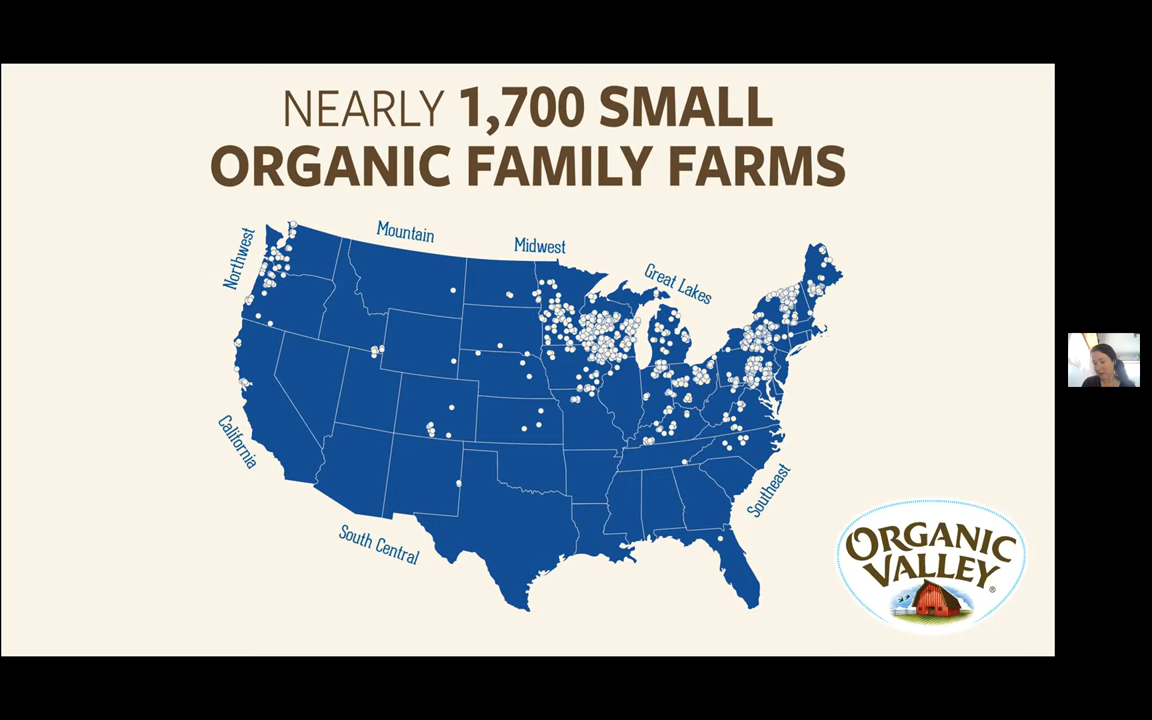 NEARLY 1,700 SMALL
ORGANIC FAMILY FARMS
Northwest
Mountain
Midwest
Great Lakes
California
South Central
Southeast
ORGANIC
VALLEY®